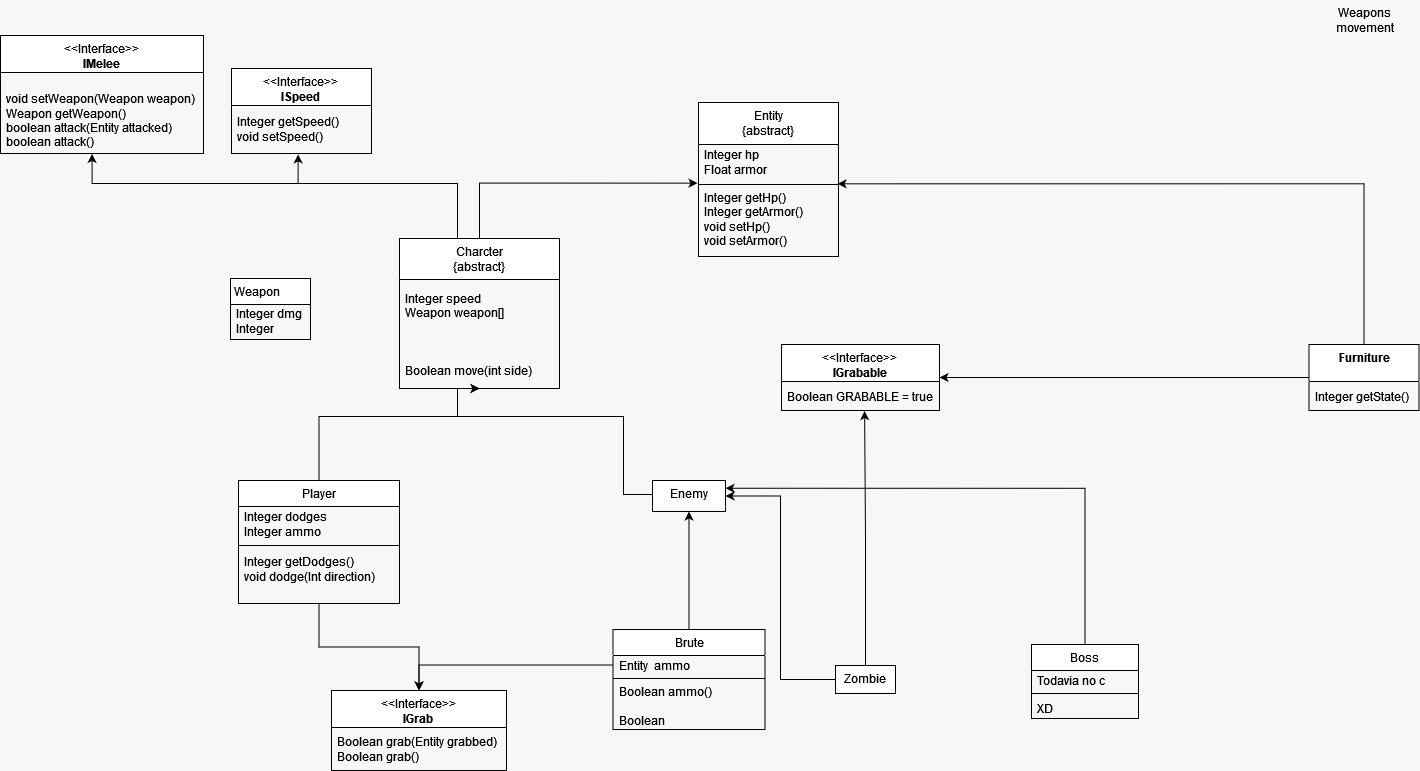 Weapons
movement
<<Interface>>
IMelee
void setWeapon(Weapon weapon)
Weapon getWeapon()
boolean attack(Entity attacked)
boolean attack()
<<Interface>>
ISpeed
Integer getSpeed()
void setSpeed()
Entity
{abstract}
Integer hp
Float armor
Integer getHp()
Integer getArmor()
void setHp()
void setArmor()
Charcter
{abstract}
Integer speed
Weapon weapon[]
Boolean move(int side)
Weapon
Integer dmg
Integer
<<Interface>>
IGrabable
Boolean GRABABLE = true
Furniture
Integer getState()
Player
Integer dodges
Integer ammo
Integer getDodges()
void dodge(Int direction)
Enemy
Brute
Entity ammo
Boolean ammo()
Boolean
Zombie
Boss
Todavia no c
XD
<<Interface>>
IGrab
Boolean grab(Entity grabbed)
Boolean grab()